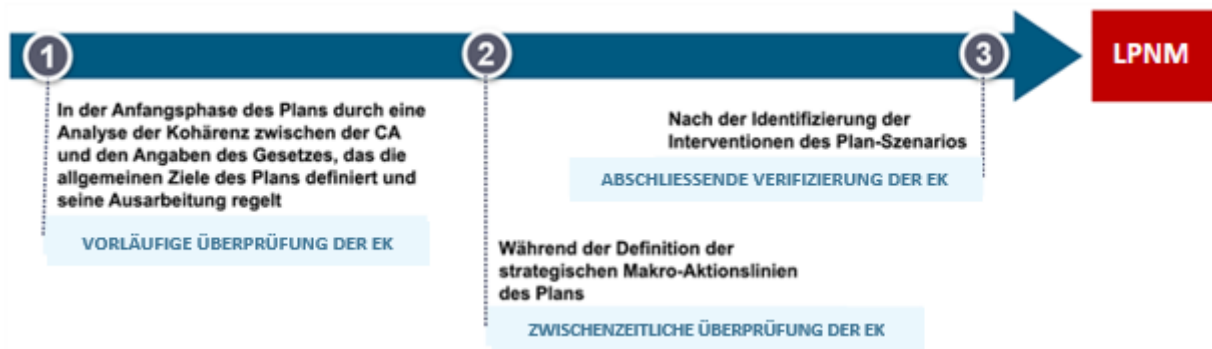 1
In der Anfangsphase des Plans durch eine
Analyse der Kohärenz zwischen der CA
und den Angaben des Gesetzes, das die
allgemeinen Ziele des Plans definiert und
seine Ausarbeitung regelt
VORLÄUFIGE ÜBERPRÜFUNG DER EK
2
Während der Definition der
strategischen Makro-Aktionslinien
des Plans
ZWISCHENZEITLICHE ÜBERPRÜFUNG DER EK
3
Nach der Identifizierung der
Interventionen des Plan-Szenarios
ABSCHLIESSENDE VERIFIZIERUNG DER EK
LPNM